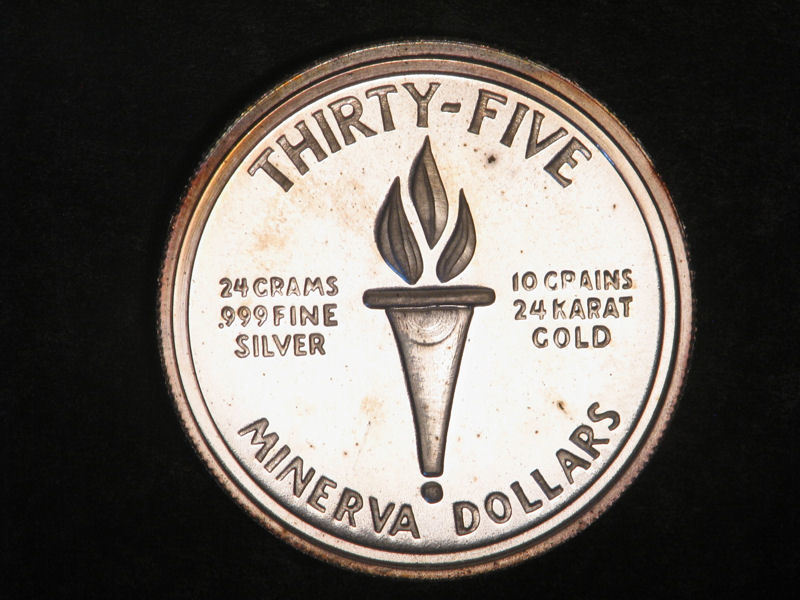 THIRTY-FIVE
24 GRAMS
.999 FINE
SILVER
10 GRAINS
24 KARAT
GOLD
MINERVA DOLLARS